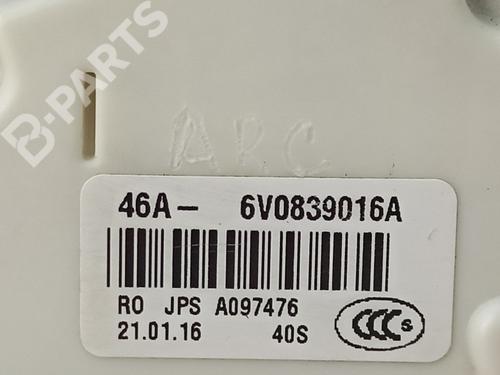 B-PARTS
ARC
46A- 6V0839016A
RO JPS A097476
21.01.16 40S
CCC S